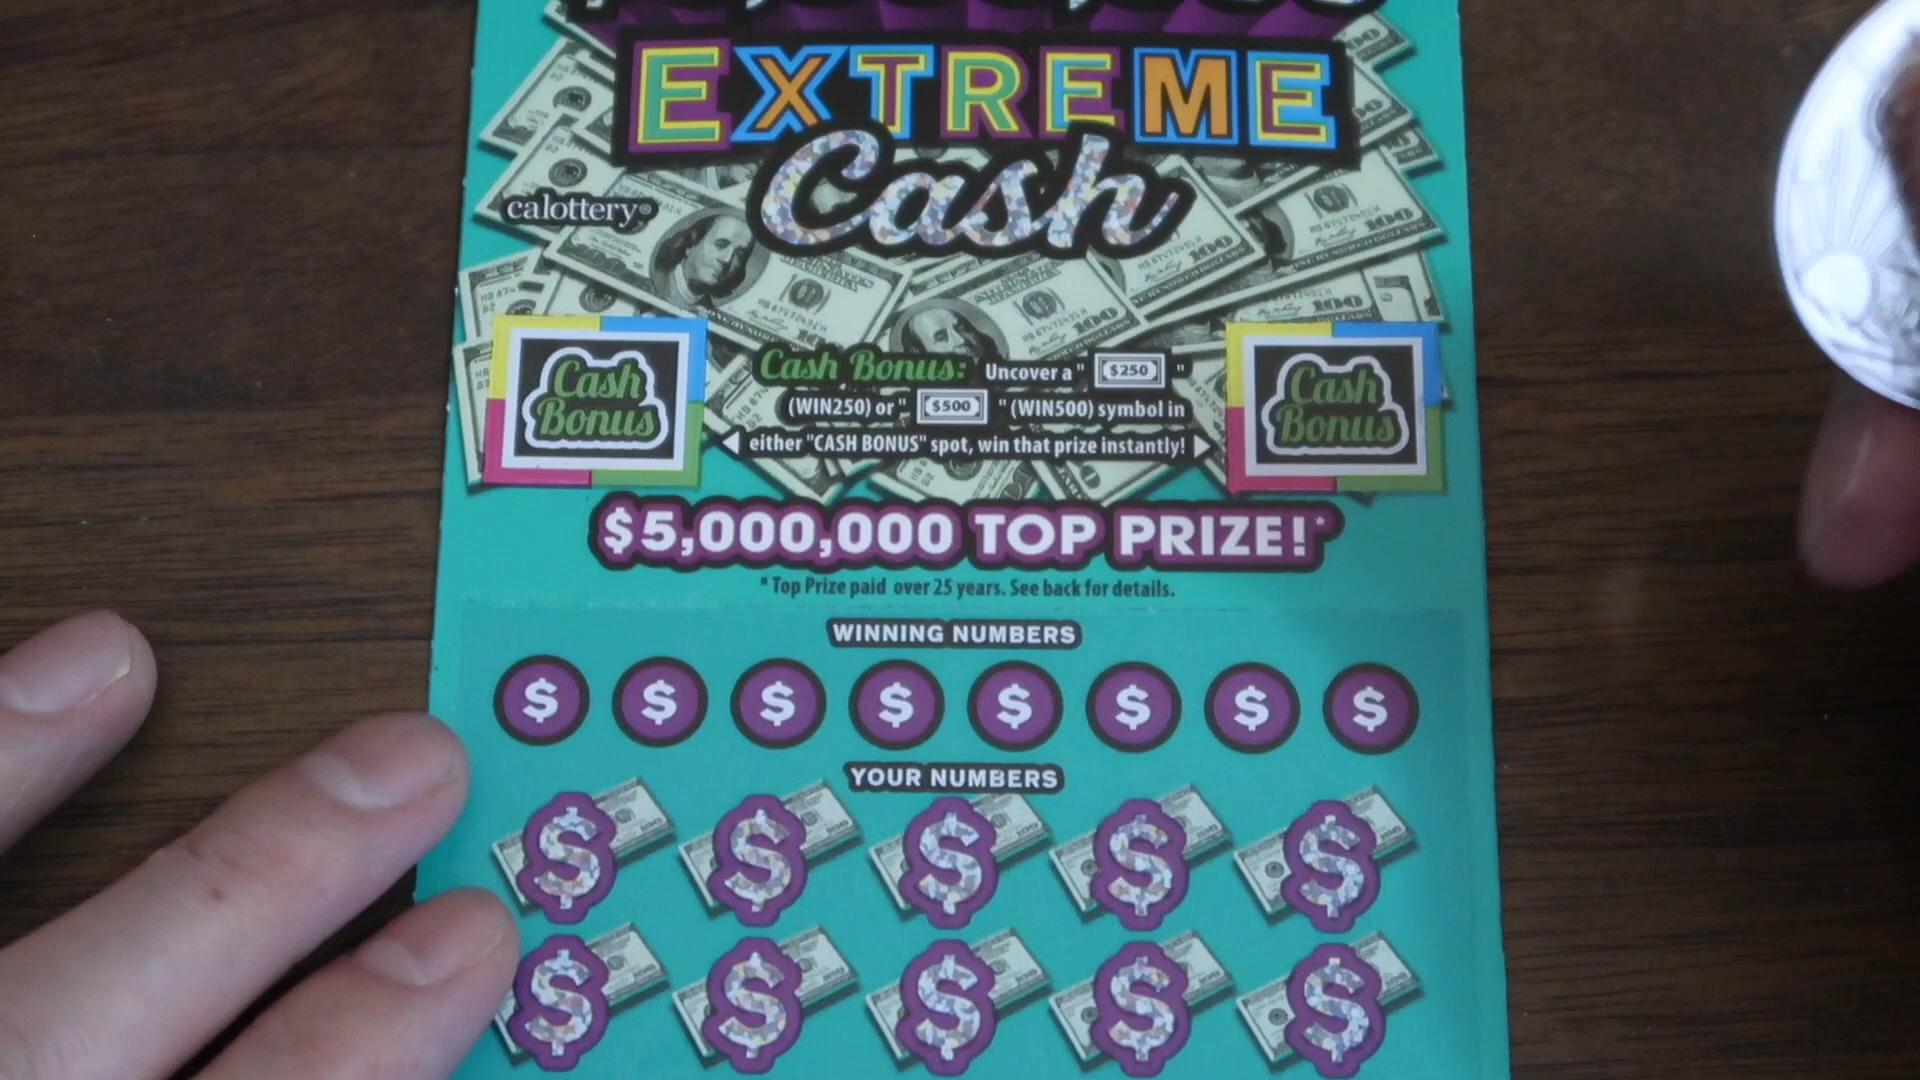 EXTREME
Cash
calottery®
Cash Bonus
Cash Bonus: Uncover a " $250 "
(WIN250) or " $500 " (WIN500) symbol in
either "CASH BONUS" spot, win that prize instantly!
Cash Bonus
$5,000,000 TOP PRIZE!*
*Top Prize paid over 25 years. See back for details.
WINNING NUMBERS
$ $ $ $ $ $ $ $
YOUR NUMBERS
$ $ $ $ $
$ $ $ $ $